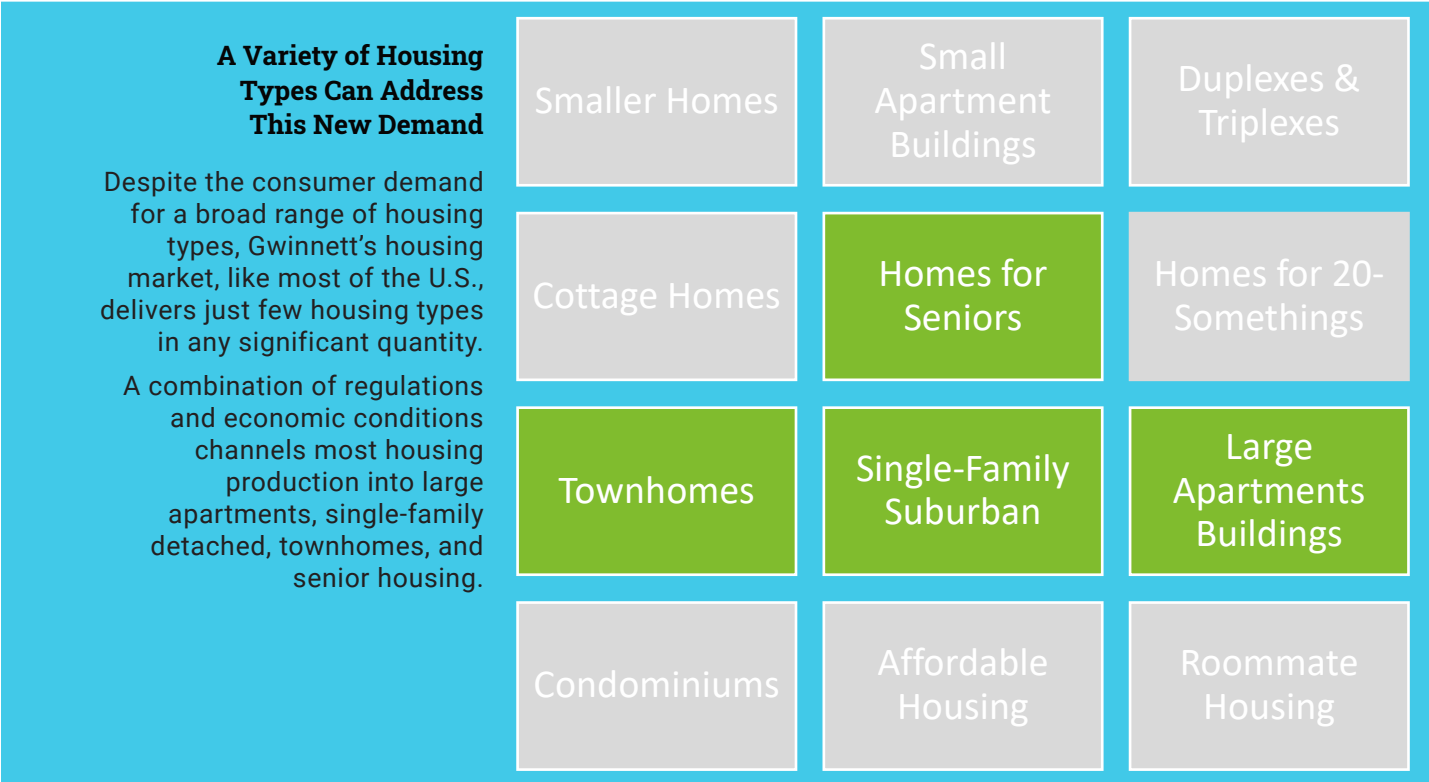 A Variety of Housing
Types Can Address
This New Demand
Despite the consumer demand
for a broad range of housing
types, Gwinnett's housing
market, like most of the U.S.,
delivers just few housing types
in any significant quantity.
A combination of regulations
and economic conditions
channels most housing
production into large
apartments, single-family
detached, townhomes, and
senior housing.
Smaller Homes
Small
Apartment
Buildings
Duplexes &
Triplexes
Cottage Homes
Homes for
Seniors
Homes for 20-
Somethings
Townhomes
Single-Family
Suburban
Large
Apartments
Buildings
Condominiums
Affordable
Housing
Roommate
Housing